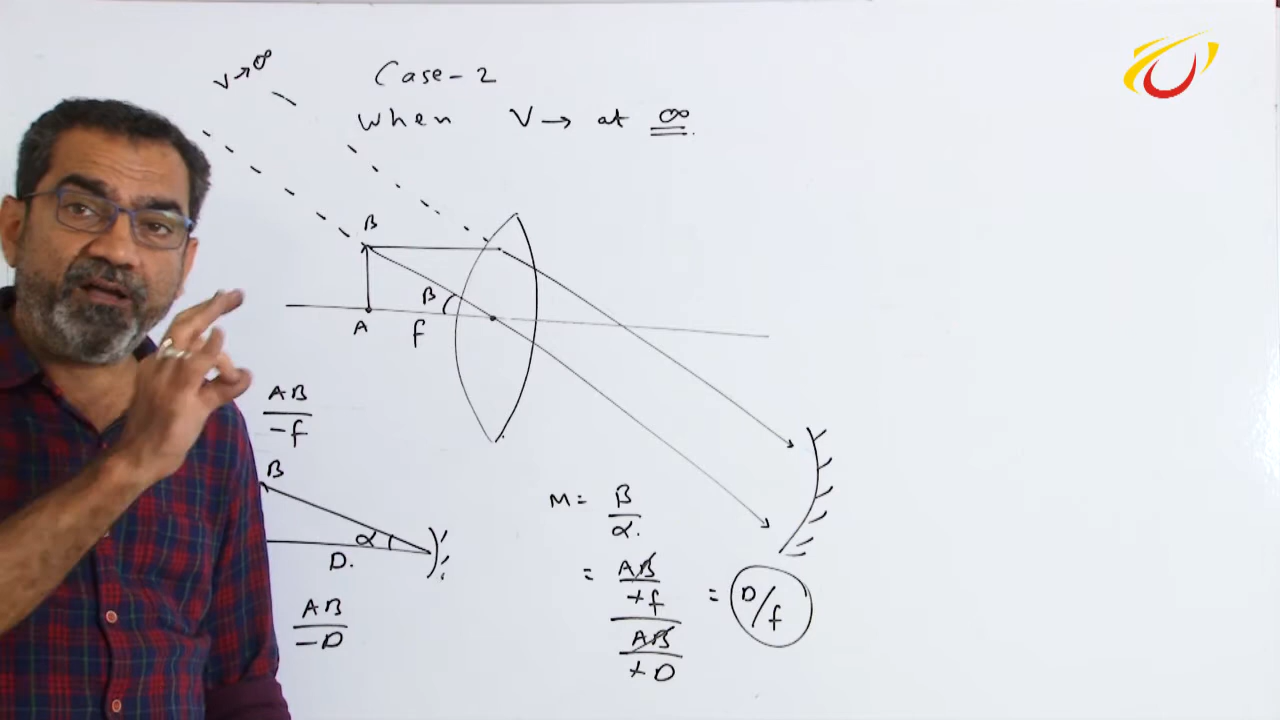 Case-2
V→∞
When V→ at ∞
B
B
A
f
AB
-f
B
α
D.
AB
-D
M = β/α.
= AB/+f / AB/+D = D/f